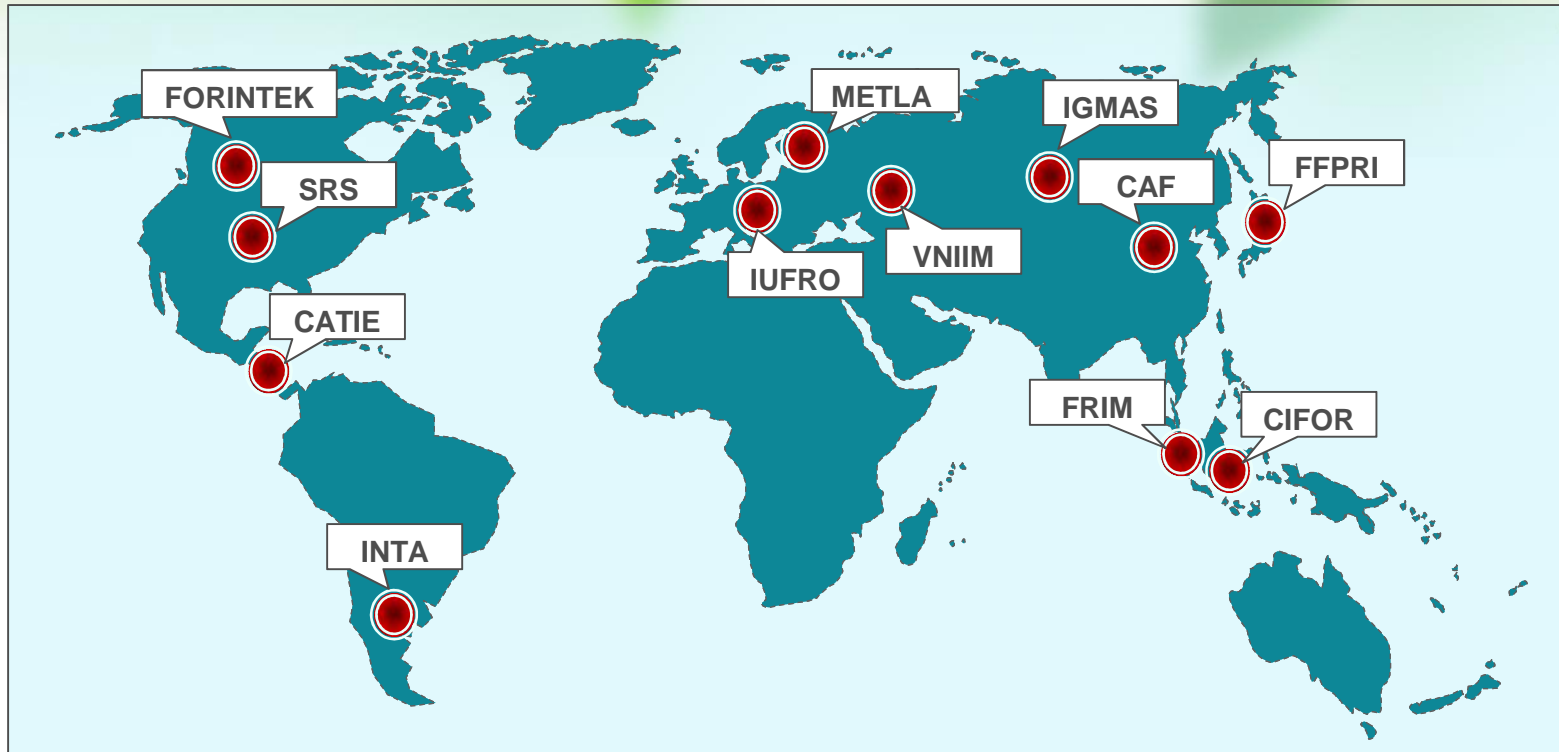 FORINTEK
METLA
IGMAS
FFPRI
SRS
CAF
VNIIM
IUFRO
CATIE
FRIM
CIFOR
INTA